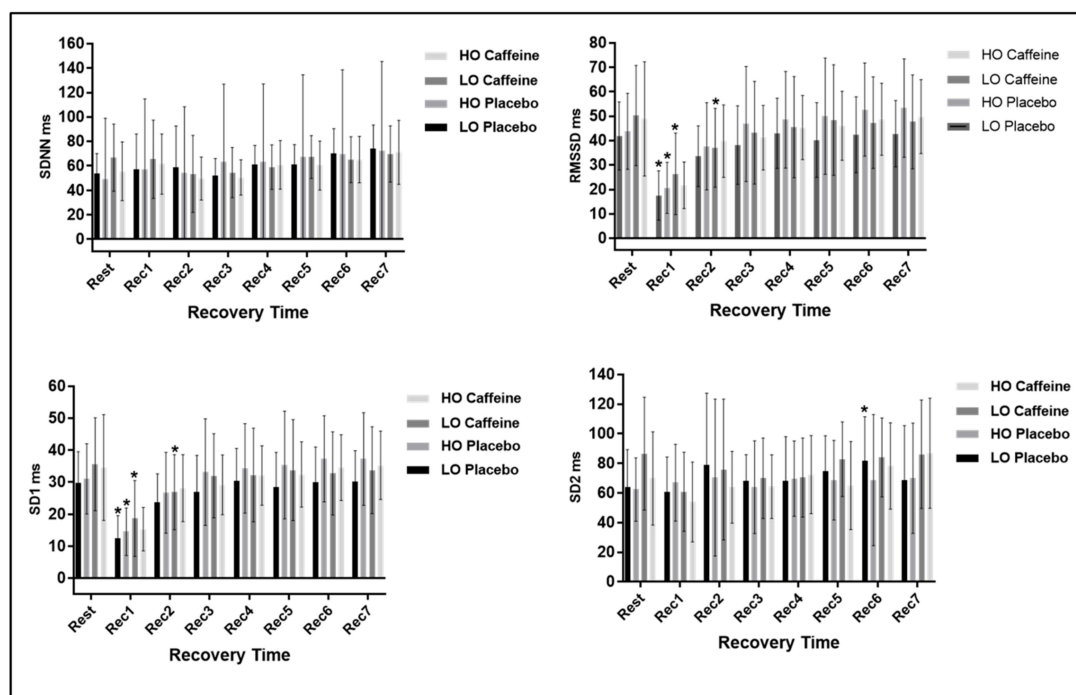 160
140
120
100
80
60
40
20
0
SDNN ms
Rest
Rec1
Rec2
Rec3
Rec4
Rec5
Rec6
Rec7
Recovery Time
HO Caffeine
LO Caffeine
HO Placebo
LO Placebo
80
70
60
50
40
30
20
10
0
RMSSD ms
* * *
*
Rest
Rec1
Rec2
Rec3
Rec4
Rec5
Rec6
Rec7
Recovery Time
HO Caffeine
LO Caffeine
HO Placebo
LO Placebo
60
50
40
30
20
10
0
SD1 ms
* * *
*
Rest
Rec1
Rec2
Rec3
Rec4
Rec5
Rec6
Rec7
Recovery Time
HO Caffeine
LO Caffeine
HO Placebo
LO Placebo
140
120
100
80
60
40
20
0
SD2 ms
*
Rest
Rec1
Rec2
Rec3
Rec4
Rec5
Rec6
Rec7
Recovery Time
HO Caffeine
LO Caffeine
HO Placebo
LO Placebo